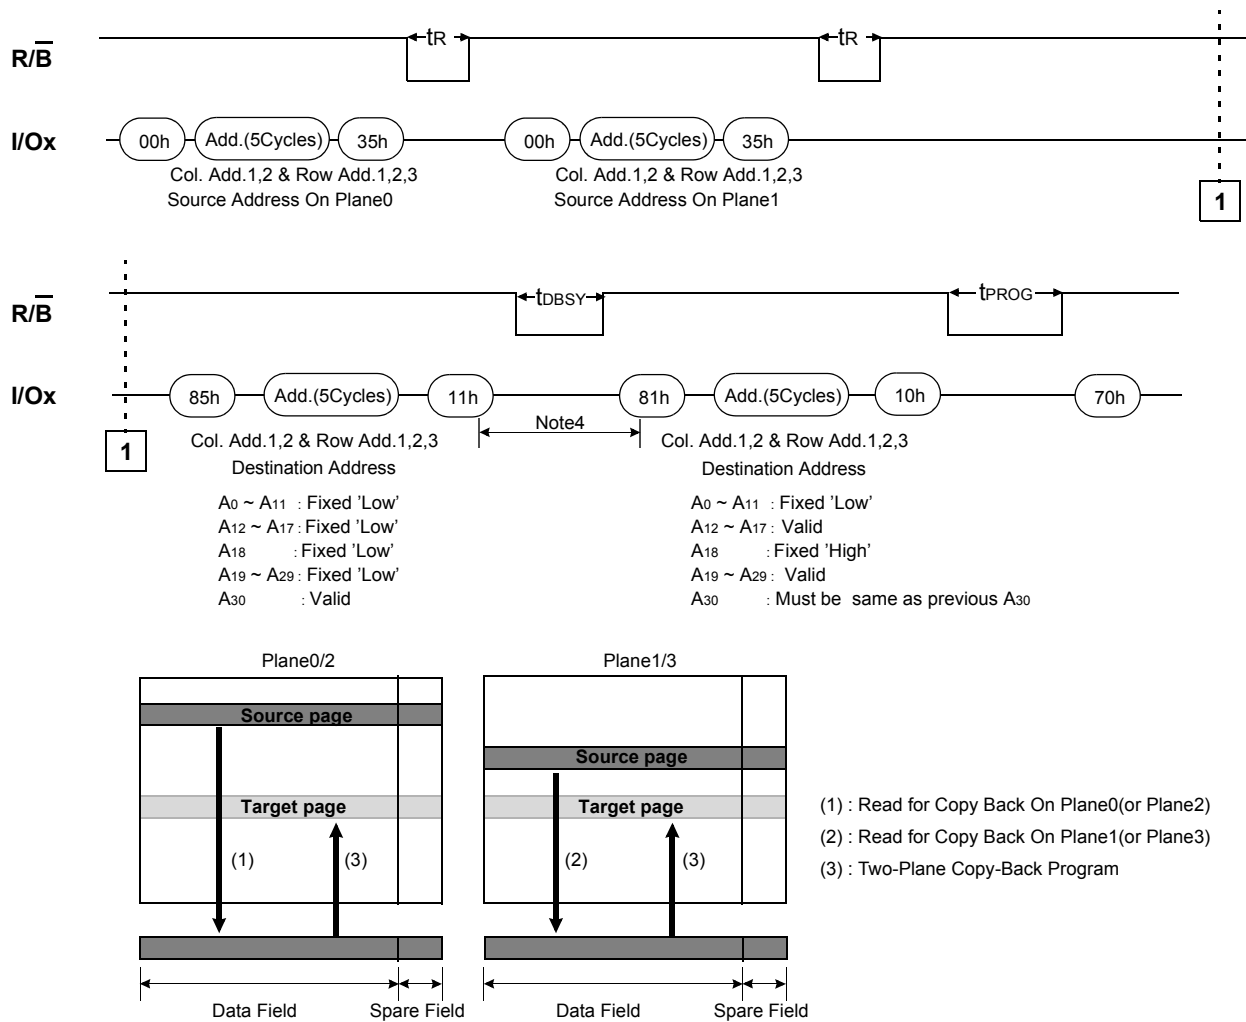 R/B tR tR
I/Ox 00h Add.(5Cycles) 35h 00h Add.(5Cycles) 35h
Col. Add.1,2 & Row Add.1,2,3 Col. Add.1,2 & Row Add.1,2,3
Source Address On Plane0 Source Address On Plane1
1
R/B tDBSY tPROG
I/Ox 85h Add.(5Cycles) 11h 81h Add.(5Cycles) 10h 70h
Note4
1
Col. Add.1,2 & Row Add.1,2,3 Col. Add.1,2 & Row Add.1,2,3
Destination Address Destination Address
A0 ~ A11 : Fixed 'Low' A0 ~ A11 : Fixed 'Low'
A12 ~ A17 : Fixed 'Low' A12 ~ A17 : Valid
A18 : Fixed 'Low' A18 : Fixed 'High'
A19 ~ A29 : Fixed 'Low' A19 ~ A29 : Valid
A30 : Valid A30 : Must be same as previous A30
Plane0/2 Plane1/3
Source page
Source page
Target page Target page
(1) : Read for Copy Back On Plane0(or Plane2)
(2) : Read for Copy Back On Plane1(or Plane3)
(3) : Two-Plane Copy-Back Program
(1) (3) (2) (3)
Data Field Spare Field Data Field Spare Field